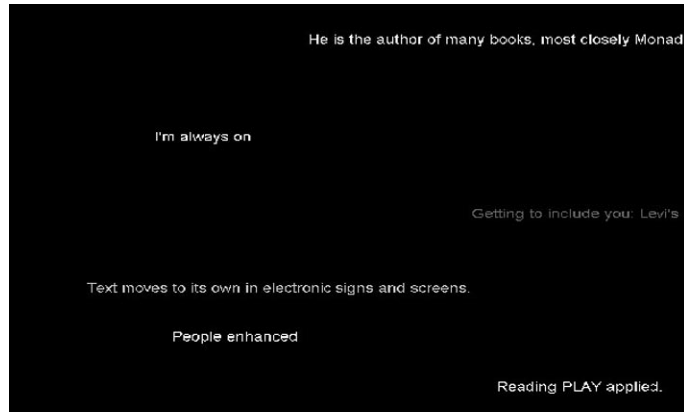 He is the author of many books, most closely Monad
I'm always on
Getting to include you: Levi's
Text moves to its own in electronic signs and screens.
People enhanced
Reading PLAY applied.